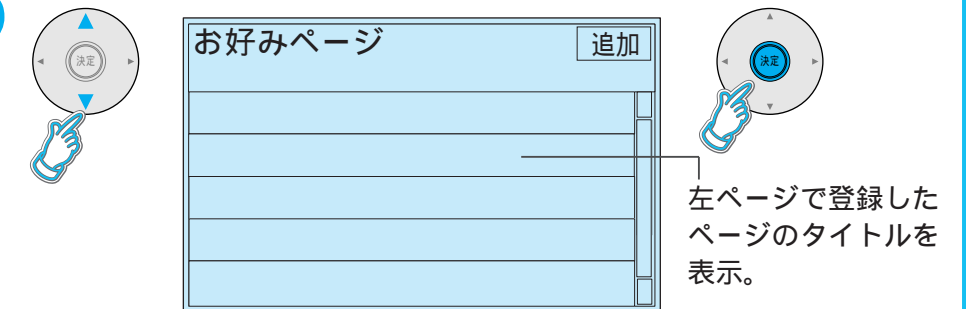 決定
お好みページ
追加
決定
左ページで登録した
ページのタイトルを
表示。